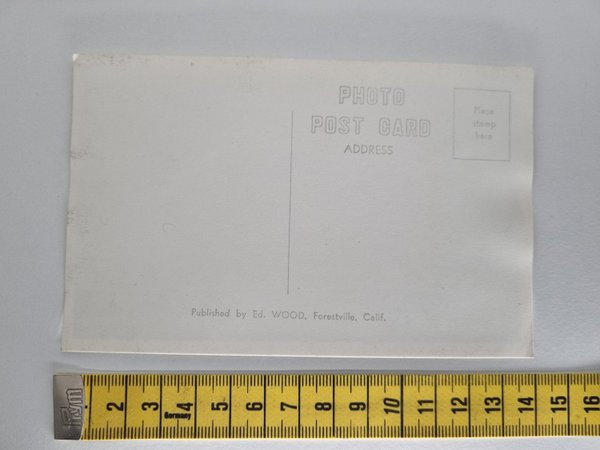 PHOTO
POST CARD
ADDRESS
Place
stamp
here
Published by Ed. WOOD, Forestville, Calif.
prym
2 3 4 5 6 7 8 9 10 11 12 13 14 15 16
Germany